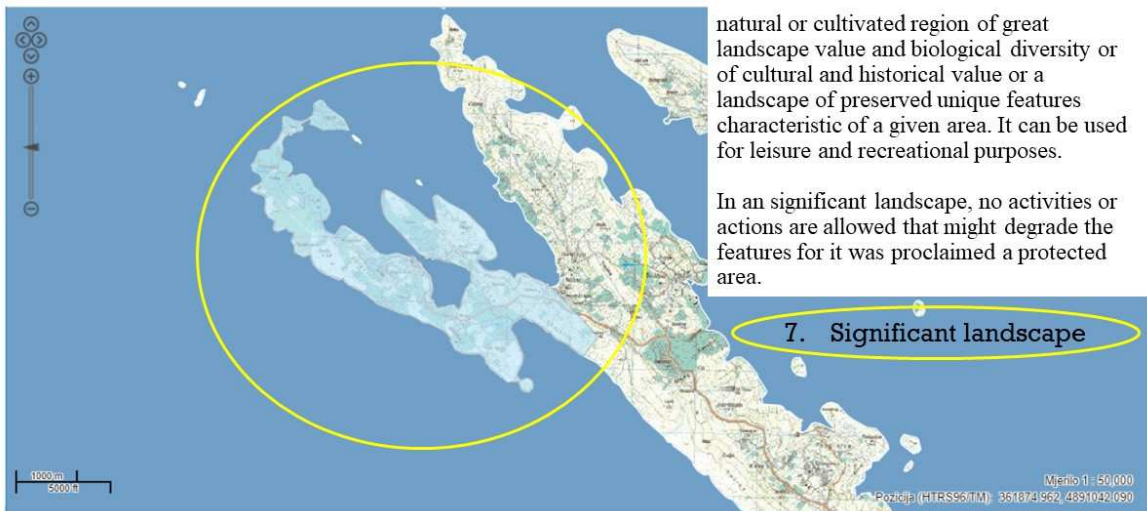 natural or cultivated region of great
landscape value and biological diversity or
of cultural and historical value or a
landscape of preserved unique features
characteristic of a given area. It can be used
for leisure and recreational purposes.
In an significant landscape, no activities or
actions are allowed that might degrade the
features for it was proclaimed a protected
area.
7. Significant landscape
1000 m
5000 ft
Mjerilo 1 : 50,000
Pozicija (HTRS96/TM): 361874.962, 4891042.090